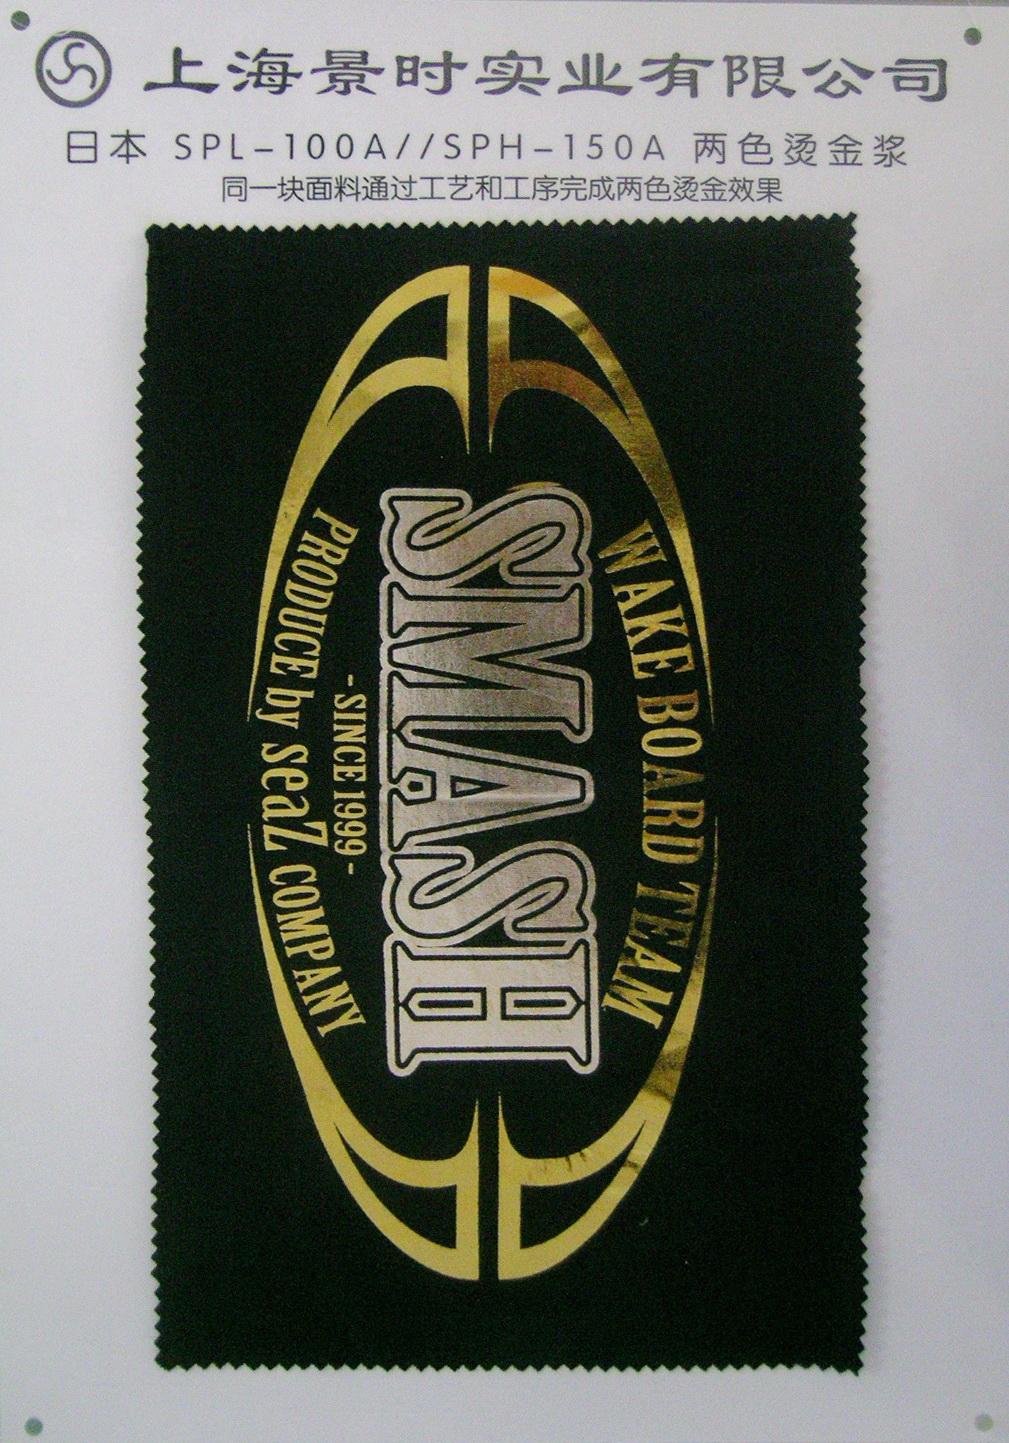 上海景时实业有限公司
日本 SPL-100A//SPH-150A 两色烫金浆
同一块面料通过工艺和工序完成两色烫金效果
WAKE BOARD TEAM
SMASH
-SINCE 1999-
PRODUCE by seaZ COMPANY